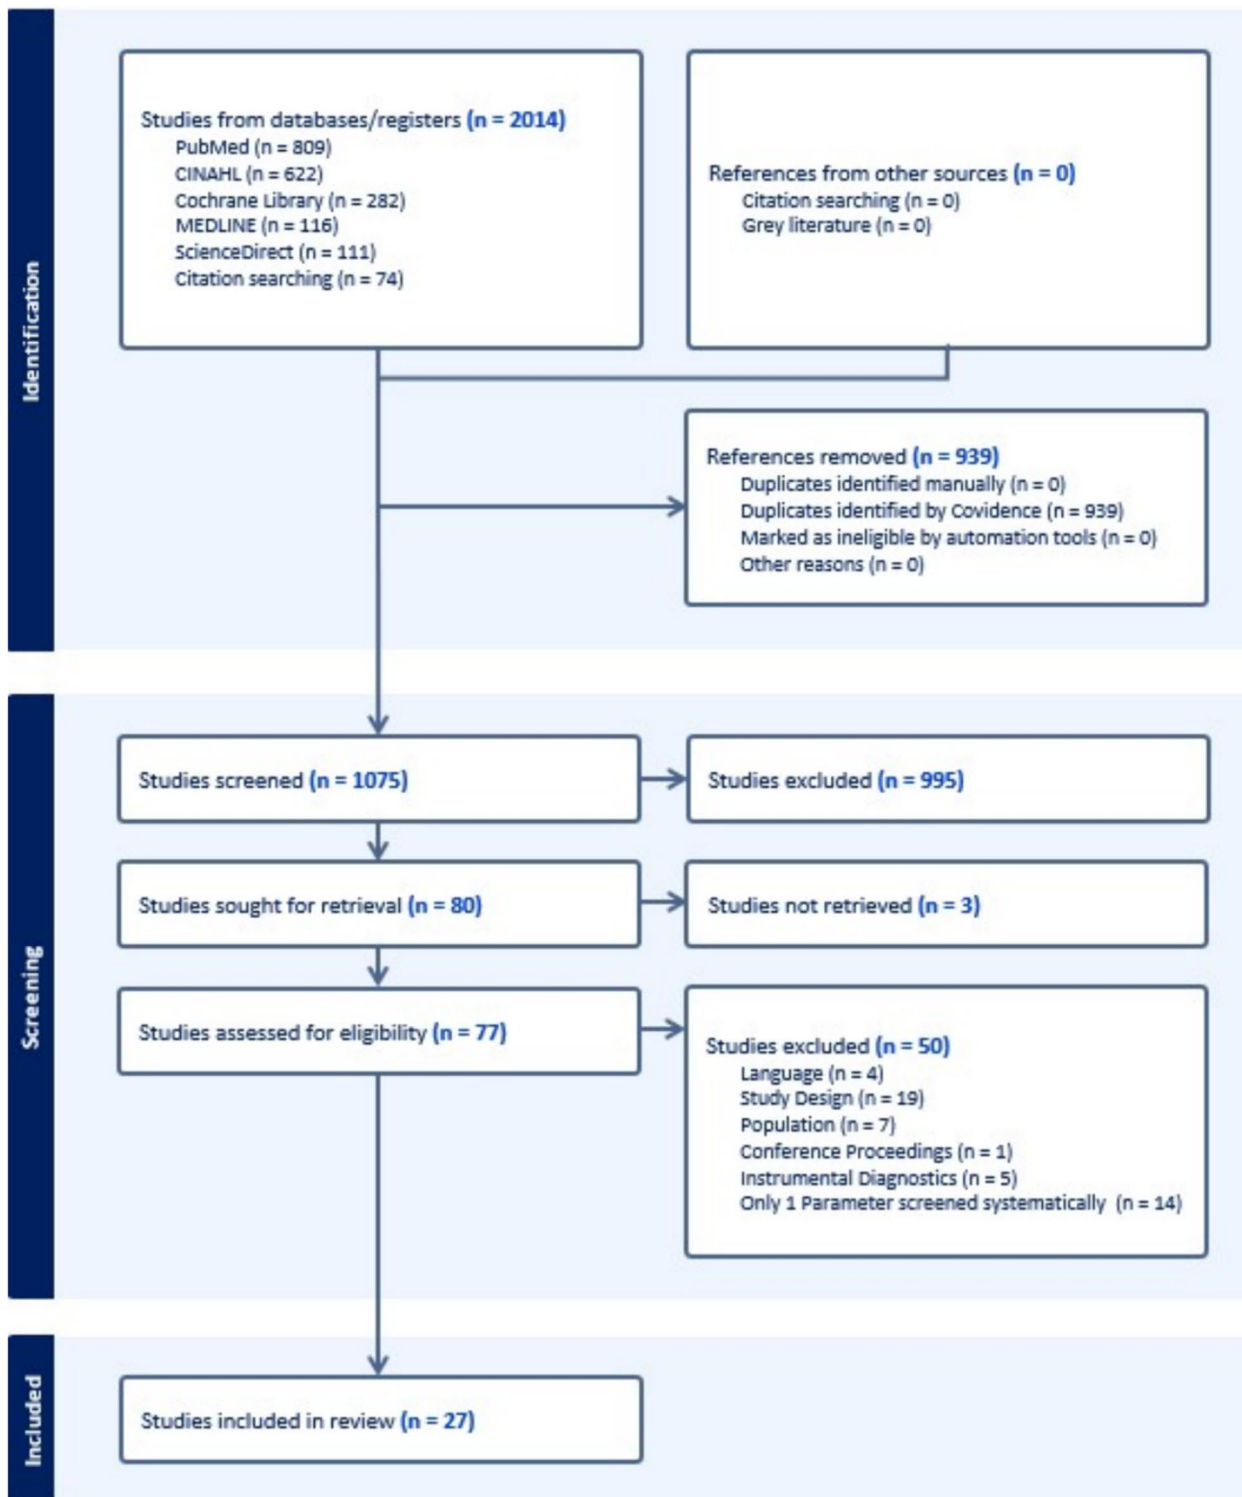 Identification
Studies from databases/registers (n = 2014)
PubMed (n = 809)
CINAHL (n = 622)
Cochrane Library (n = 282)
MEDLINE (n = 116)
ScienceDirect (n = 111)
Citation searching (n = 74)
References from other sources (n = 0)
Citation searching (n = 0)
Grey literature (n = 0)
References removed (n = 939)
Duplicates identified manually (n = 0)
Duplicates identified by Covidence (n = 939)
Marked as ineligible by automation tools (n = 0)
Other reasons (n = 0)
Screening
Studies screened (n = 1075)
Studies excluded (n = 995)
Studies sought for retrieval (n = 80)
Studies not retrieved (n = 3)
Studies assessed for eligibility (n = 77)
Studies excluded (n = 50)
Language (n = 4)
Study Design (n = 19)
Population (n = 7)
Conference Proceedings (n = 1)
Instrumental Diagnostics (n = 5)
Only 1 Parameter screened systematically (n = 14)
Included
Studies included in review (n = 27)